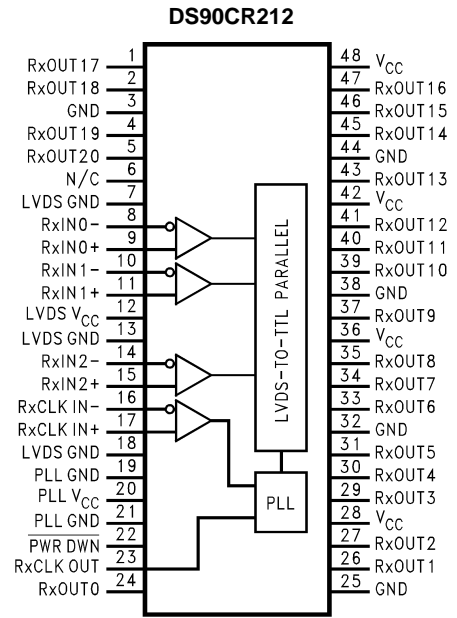 DS90CR212
RxOUT17 1
RxOUT18 2
GND 3
RxOUT19 4
RxOUT20 5
N/C 6
LVDS GND 7
RxIN0- 8
RxIN0+ 9
RxIN1- 10
RxIN1+ 11
LVDS VCC 12
LVDS GND 13
RxIN2- 14
RxIN2+ 15
RxCLK IN- 16
RxCLK IN+ 17
LVDS GND 18
PLL GND 19
PLL VCC 20
PLL GND 21
PWR DWN 22
RxCLK OUT 23
RxOUT0 24
LVDS-TO-TTL PARALLEL
PLL
48 VCC
47 RxOUT16
46 RxOUT15
45 RxOUT14
44 GND
43 RxOUT13
42 VCC
41 RxOUT12
40 RxOUT11
39 RxOUT10
38 GND
37 RxOUT9
36 VCC
35 RxOUT8
34 RxOUT7
33 RxOUT6
32 GND
31 RxOUT5
30 RxOUT4
29 RxOUT3
28 VCC
27 RxOUT2
26 RxOUT1
25 GND